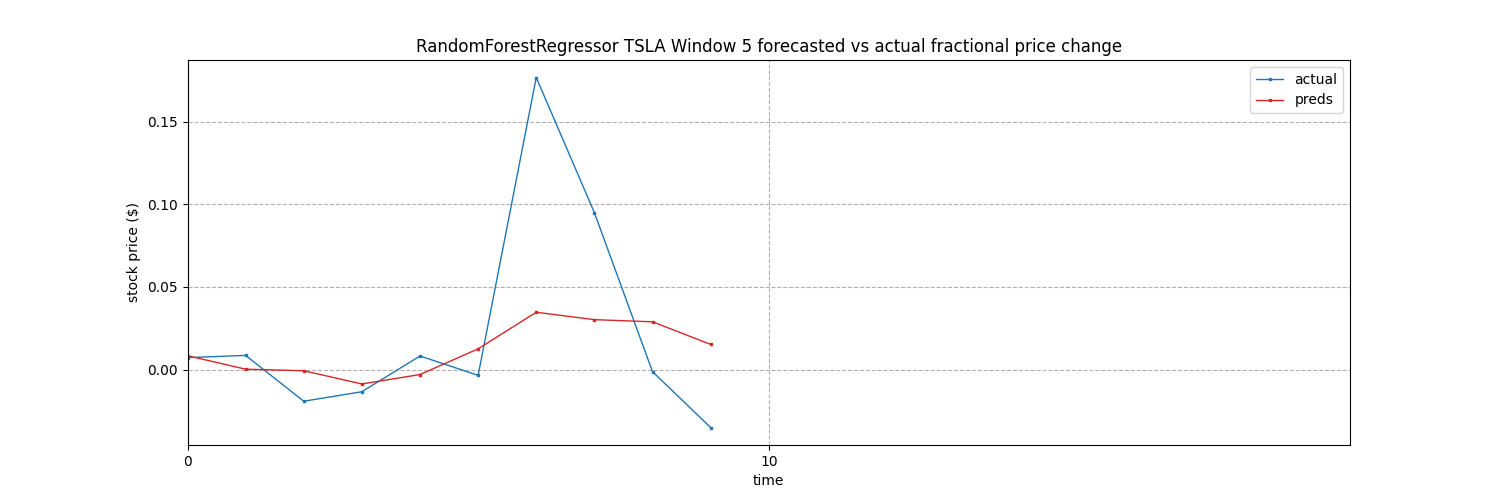 RandomForestRegressor TSLA Window 5 forecasted vs actual fractional price change
actual
preds
0.15
0.10
0.05
0.00
stock price ($)
0
10
time